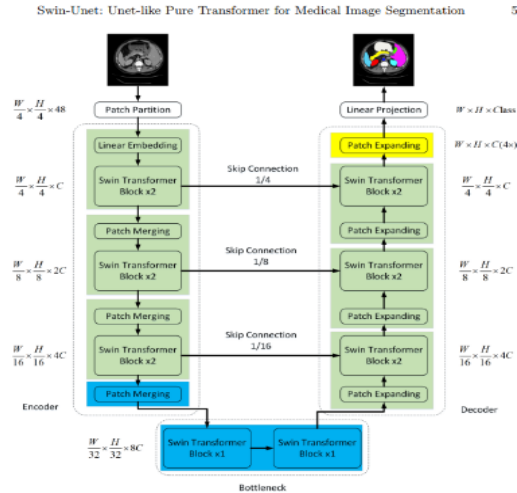 Swin-Unet: Unet-like Pure Transformer for Medical Image Segmentation 5
W/4 × H/4 × 48
Patch Partition
Linear Projection
W × H × Class
Linear Embedding
Patch Expanding
W × H × C(4×)
W/4 × H/4 × C
Swin Transformer
Block x2
Skip Connection
1/4
Swin Transformer
Block x2
W/4 × H/4 × C
Patch Merging
Patch Expanding
W/8 × H/8 × 2C
Swin Transformer
Block x2
Skip Connection
1/8
Swin Transformer
Block x2
W/8 × H/8 × 2C
Patch Merging
Patch Expanding
W/16 × H/16 × 4C
Swin Transformer
Block x2
Skip Connection
1/16
Swin Transformer
Block x2
W/16 × H/16 × 4C
Patch Merging
Patch Expanding
Encoder
Decoder
W/32 × H/32 × 8C
Swin Transformer
Block x1
Swin Transformer
Block x1
Bottleneck